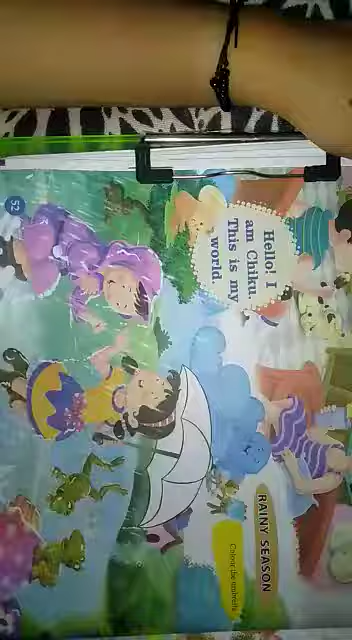 Hello! I
am Chiku.
This is my
world.
RAINY SEASON
Colour the umbrella
52